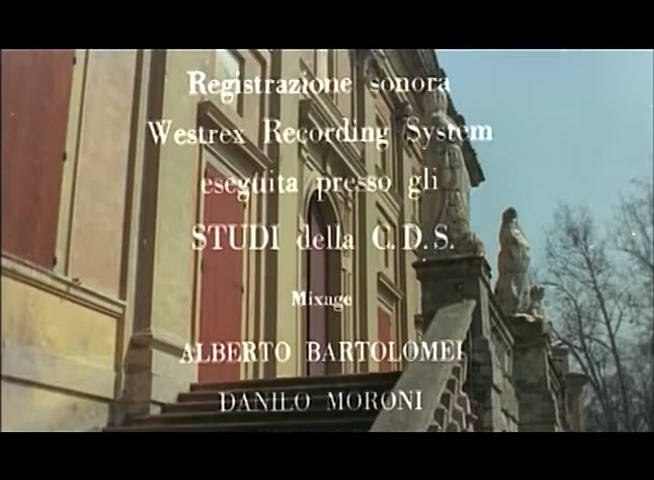 Registrazione sonora
Westrex Recording System
eseguita presso gli
STUDI della C.D.S.
Mixage
ALBERTO BARTOLOMEI
DANILO MORONI